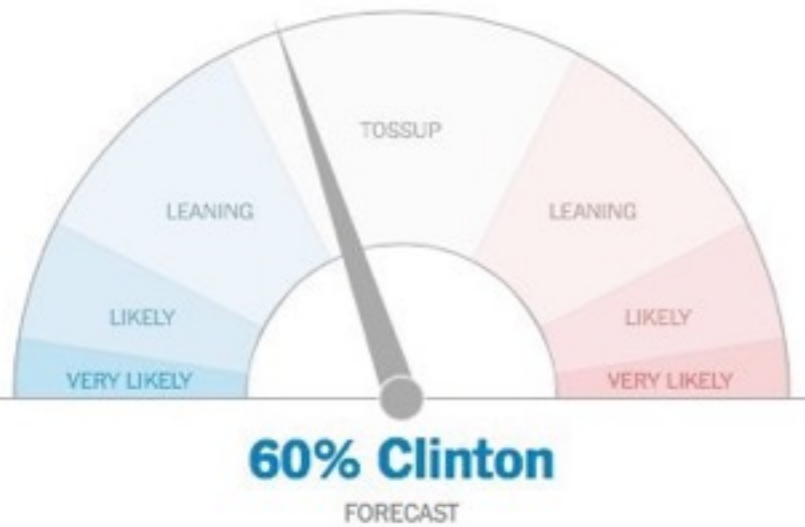 TOSSUP
LEANING
LEANING
LIKELY
LIKELY
VERY LIKELY
VERY LIKELY
60% Clinton
FORECAST